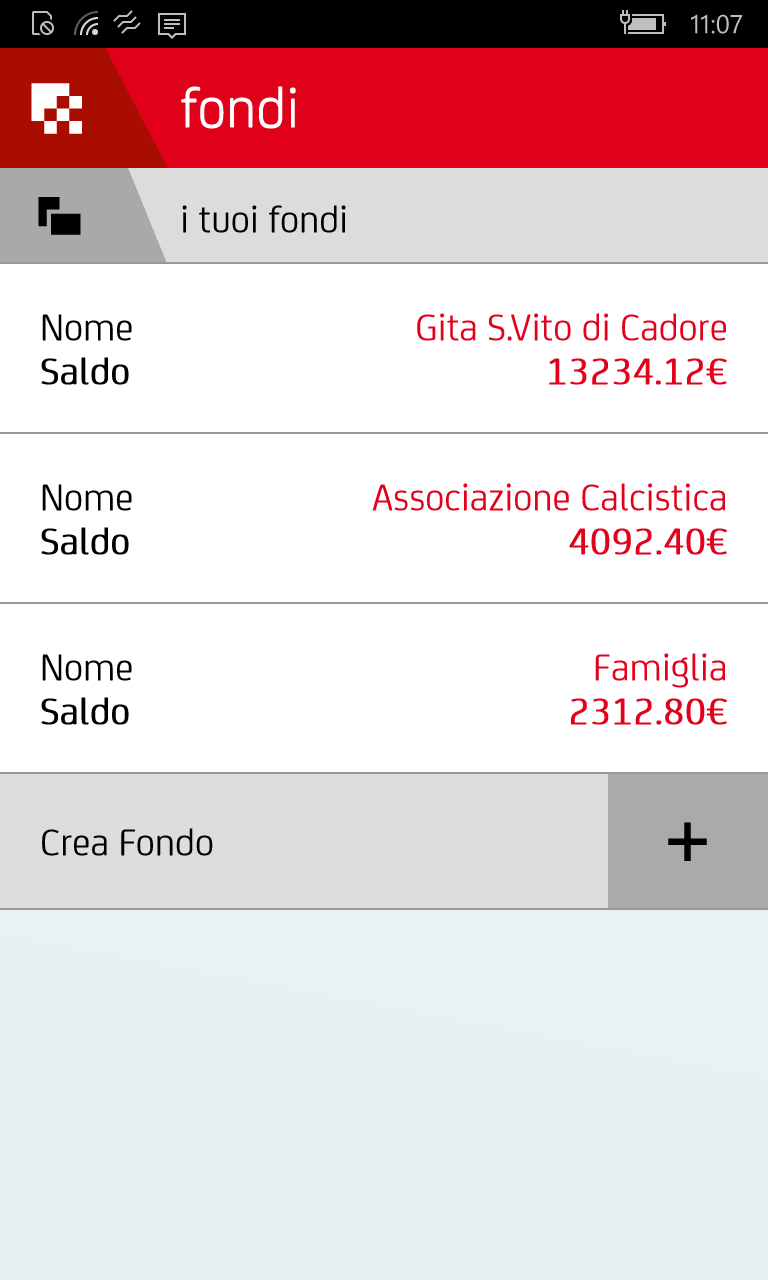 11:07
fondi
i tuoi fondi
Nome Gita S.Vito di Cadore
Saldo 13234.12€
Nome Associazione Calcistica
Saldo 4092.40€
Nome Famiglia
Saldo 2312.80€
Crea Fondo +